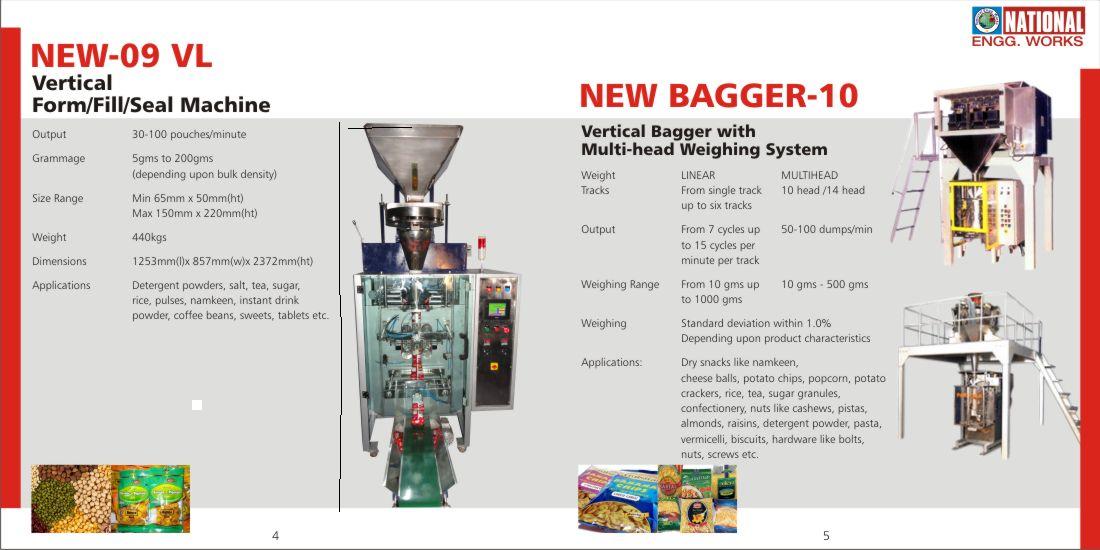 NATIONAL
ENGG. WORKS
NEW-09 VL
Vertical
Form/Fill/Seal Machine
Output 30-100 pouches/minute
Grammage 5gms to 200gms
(depending upon bulk density)
Size Range Min 65mm x 50mm(ht)
Max 150mm x 220mm(ht)
Weight 440kgs
Dimensions 1253mm(l)x 857mm(w)x 2372mm(ht)
Applications Detergent powders, salt, tea, sugar,
rice, pulses, namkeen, instant drink
powder, coffee beans, sweets, tablets etc.
4
NEW BAGGER-10
Vertical Bagger with
Multi-head Weighing System
Weight LINEAR MULTIHEAD
Tracks From single track 10 head /14 head
up to six tracks
Output From 7 cycles up 50-100 dumps/min
to 15 cycles per
minute per track
Weighing Range From 10 gms up 10 gms - 500 gms
to 1000 gms
Weighing Standard deviation within 1.0%
Depending upon product characteristics
Applications: Dry snacks like namkeen,
cheese balls, potato chips, popcorn, potato
crackers, rice, tea, sugar granules,
confectionery, nuts like cashews, pistas,
almonds, raisins, detergent powder, pasta,
vermicelli, biscuits, hardware like bolts,
nuts, screws etc.
BANANA
CHIPS
5